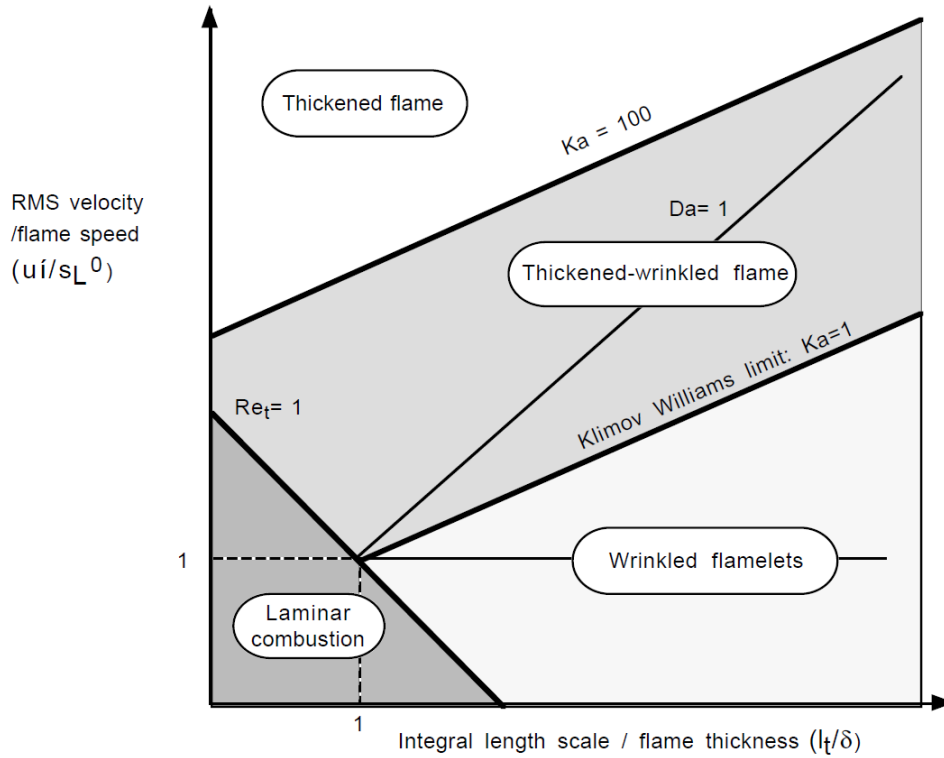 Thickened flame
Ka = 100
RMS velocity
/flame speed
(uí/sL0)
Da= 1
Thickened-wrinkled flame
Klimov Williams limit: Ka=1
Ret= 1
1
Wrinkled flamelets
Laminar
combustion
1
Integral length scale / flame thickness (lt/δ)